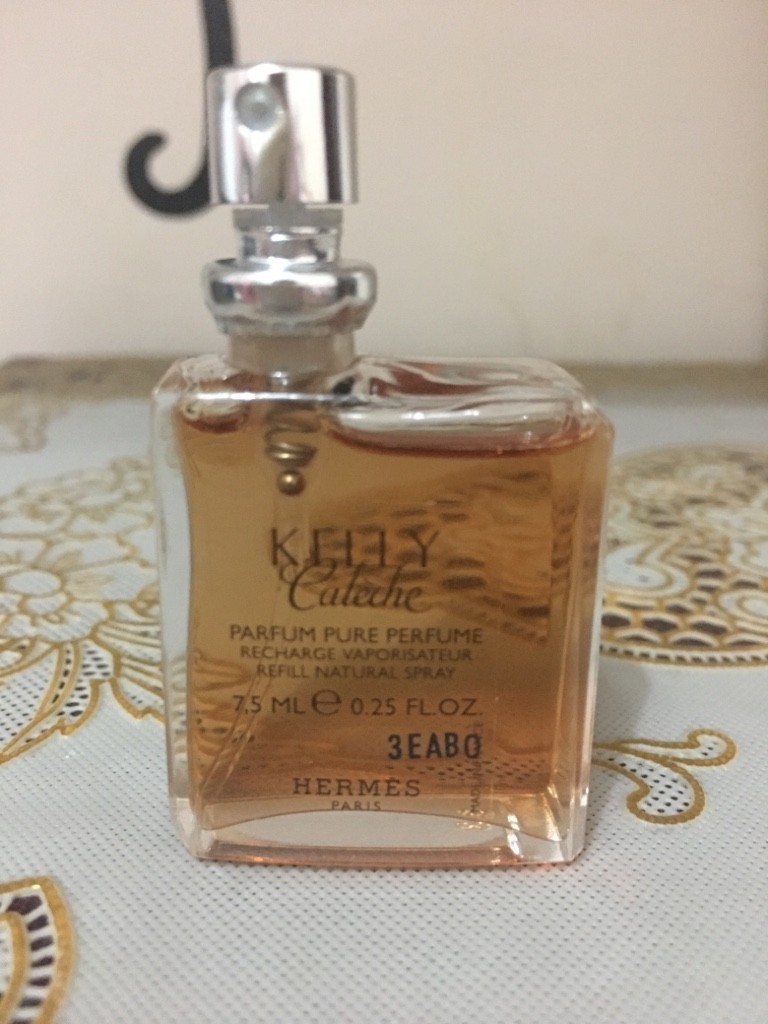 KELLY
Calèche
PARFUM PURE PERFUME
RECHARGE VAPORISATEUR
REFILL NATURAL SPRAY
7,5 ML ℮ 0.25 FL.OZ.
3EAB0
HERMÈS
PARIS